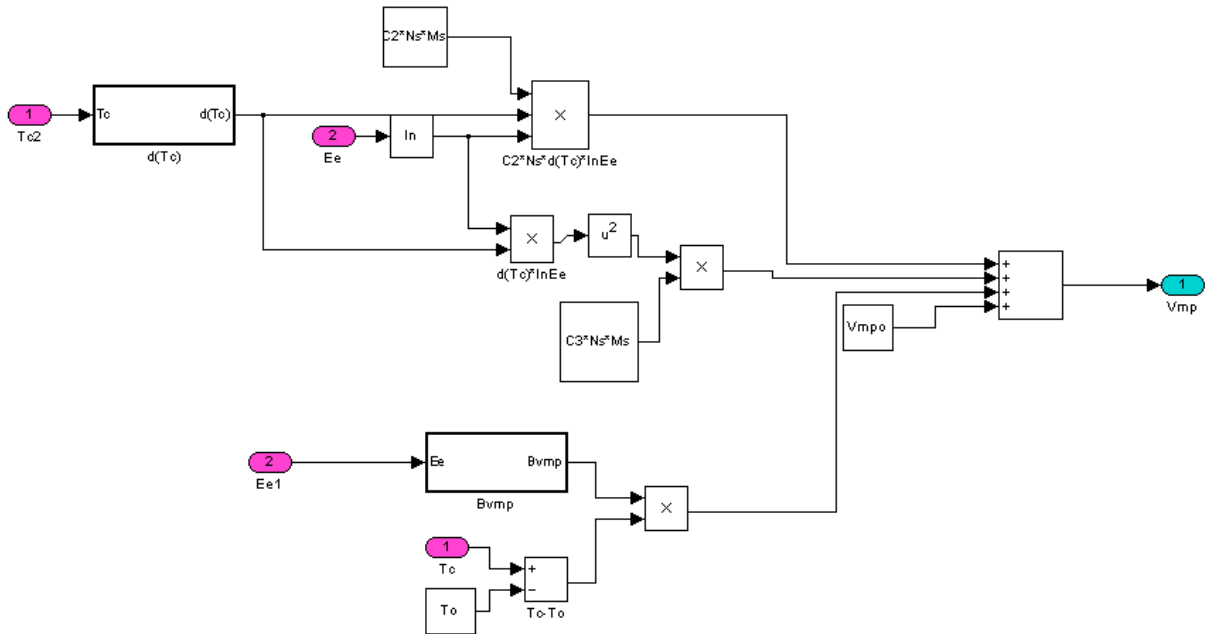 C2*Ns*Ms
1
Tc2
Tc
d(Tc)
d(Tc)
2
Ee
ln
×
C2*Ns*d(Tc)*lnEe
×
d(Tc)*lnEe
u²
×
C3*Ns*Ms
+
+
+
+
Vmpo
1
Vmp
2
Ee1
Ee
Bvmp
Bvmp
×
1
Tc
To
+
−
Tc-To